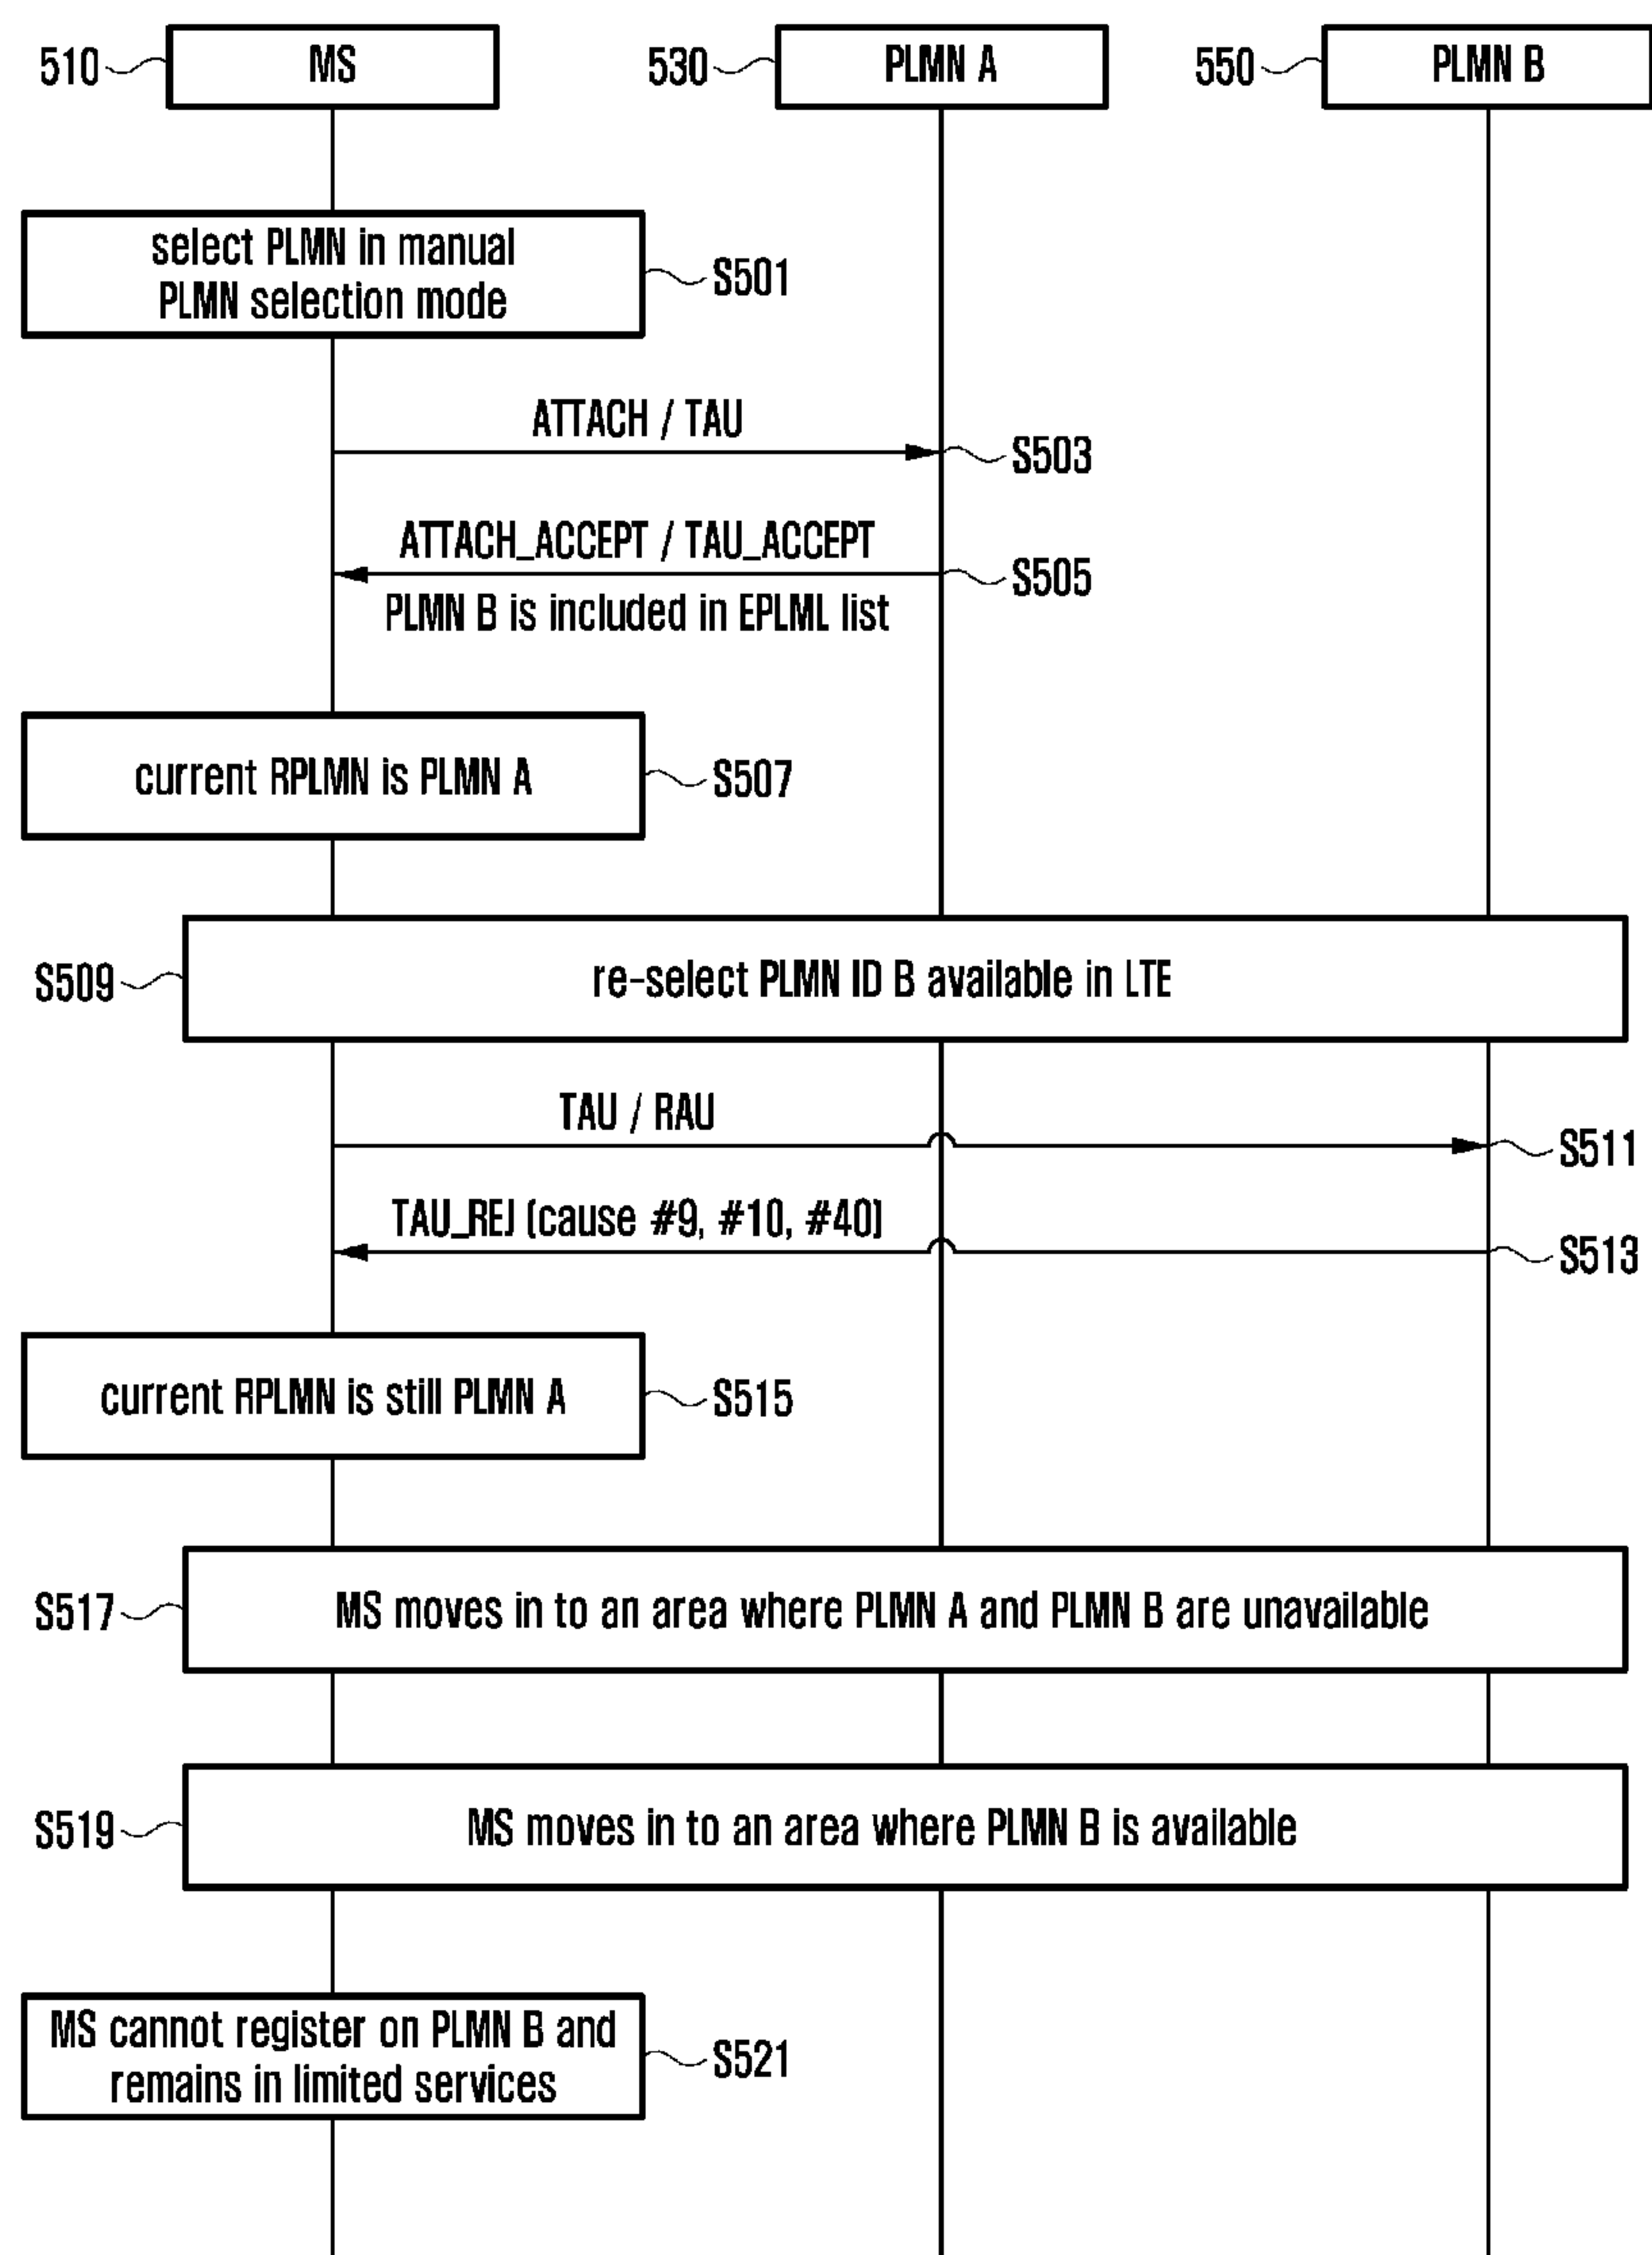 510
MS
530
PLMN A
550
PLMN B
select PLMN in manual
PLMN selection mode
S501
ATTACH / TAU
S503
ATTACH_ACCEPT / TAU_ACCEPT
S505
PLMN B is included in EPLML list
current RPLMN is PLMN A
S507
S509
re-select PLMN ID B available in LTE
TAU / RAU
S511
TAU_REJ (cause #9, #10, #40)
S513
current RPLMN is still PLMN A
S515
S517
MS moves in to an area where PLMN A and PLMN B are unavailable
S519
MS moves in to an area where PLMN B is available
MS cannot register on PLMN B and
remains in limited services
S521